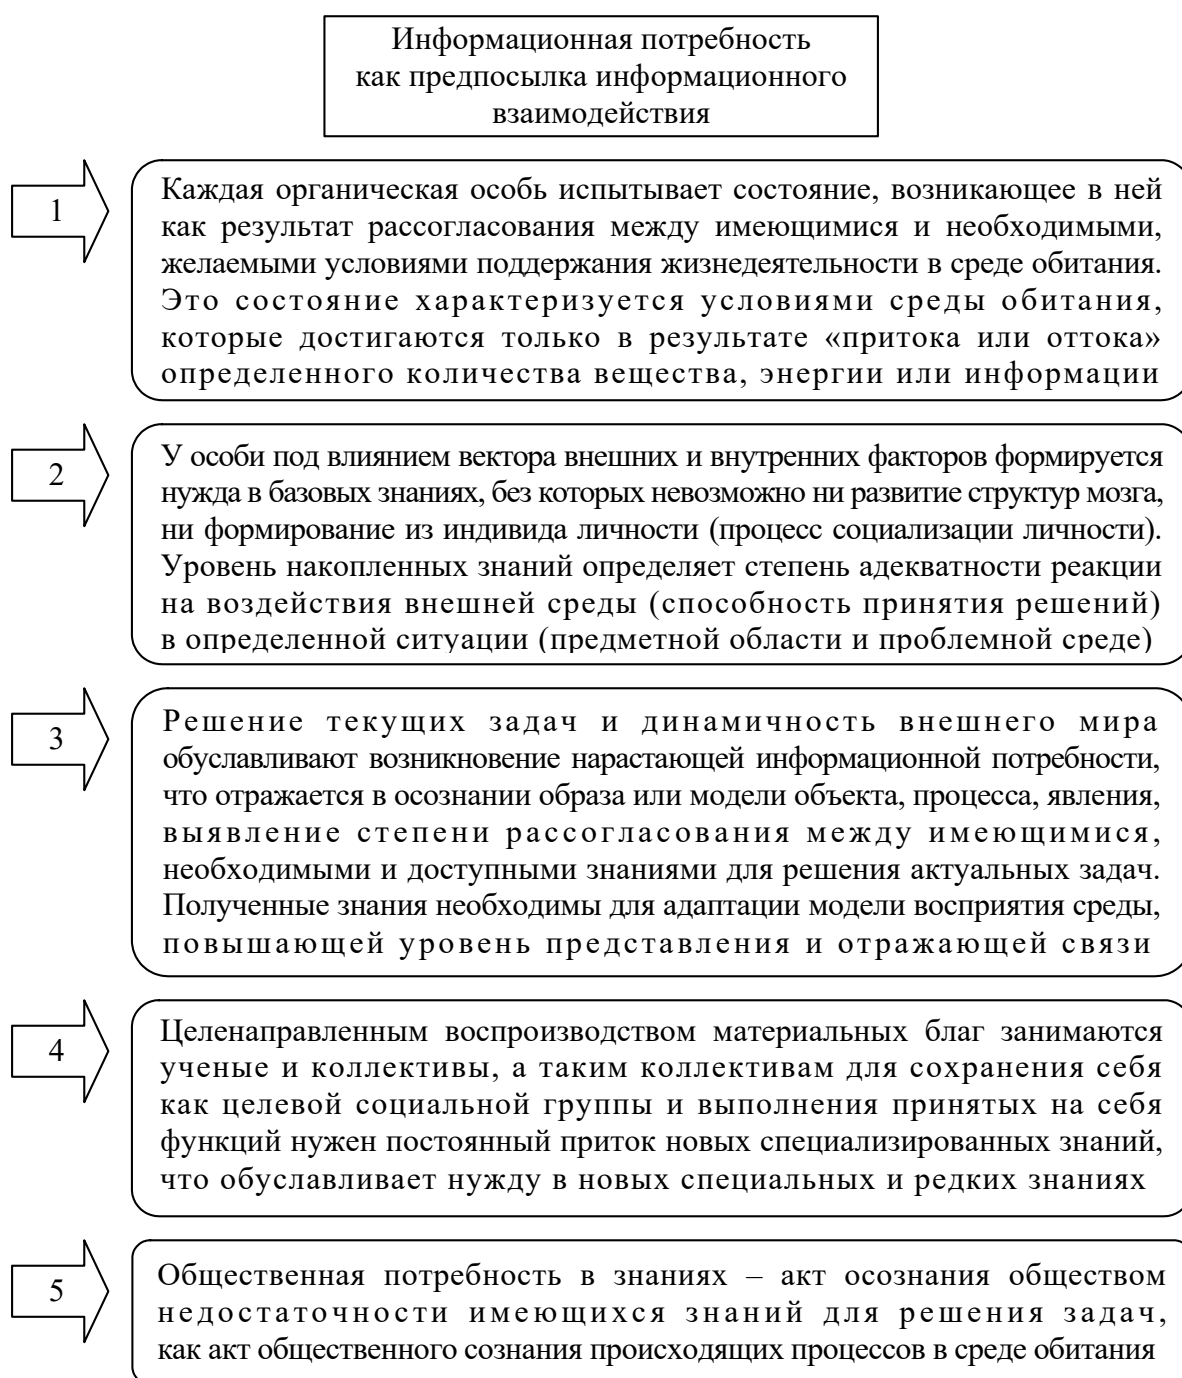 Информационная потребность
как предпосылка информационного
взаимодействия
1
Каждая органическая особь испытывает состояние, возникающее в ней
как результат рассогласования между имеющимися и необходимыми,
желаемыми условиями поддержания жизнедеятельности в среде обитания.
Это состояние характеризуется условиями среды обитания,
которые достигаются только в результате «притока или оттока»
определенного количества вещества, энергии или информации
2
У особи под влиянием вектора внешних и внутренних факторов формируется
нужда в базовых знаниях, без которых невозможно ни развитие структур мозга,
ни формирование из индивида личности (процесс социализации личности).
Уровень накопленных знаний определяет степень адекватности реакции
на воздействия внешней среды (способность принятия решений)
в определенной ситуации (предметной области и проблемной среде)
3
Решение текущих задач и динамичность внешнего мира
обуславливают возникновение нарастающей информационной потребности,
что отражается в осознании образа или модели объекта, процесса, явления,
выявление степени рассогласования между имеющимися,
необходимыми и доступными знаниями для решения актуальных задач.
Полученные знания необходимы для адаптации модели восприятия среды,
повышающей уровень представления и отражающей связи
4
Целенаправленным воспроизводством материальных благ занимаются
ученые и коллективы, а таким коллективам для сохранения себя
как целевой социальной группы и выполнения принятых на себя
функций нужен постоянный приток новых специализированных знаний,
что обуславливает нужду в новых специальных и редких знаниях
5
Общественная потребность в знаниях – акт осознания обществом
недостаточности имеющихся знаний для решения задач,
как акт общественного сознания происходящих процессов в среде обитания